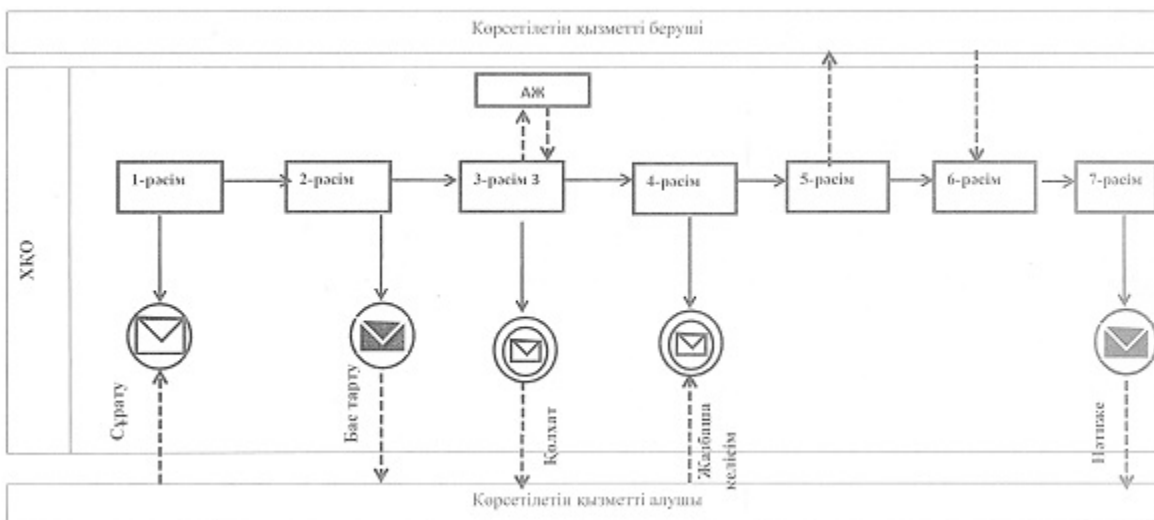 Көрсетілетін қызметті беруші
АЖ
1-рәсім
2-рәсім
3-рәсім 3
4-рәсім
5-рәсім
6-рәсім
7-рәсім
ХҚО
Сұрату
Бас тарту
Қолхат
Жазбаша
келісім
Нәтиже
Көрсетілетін қызметті алушы